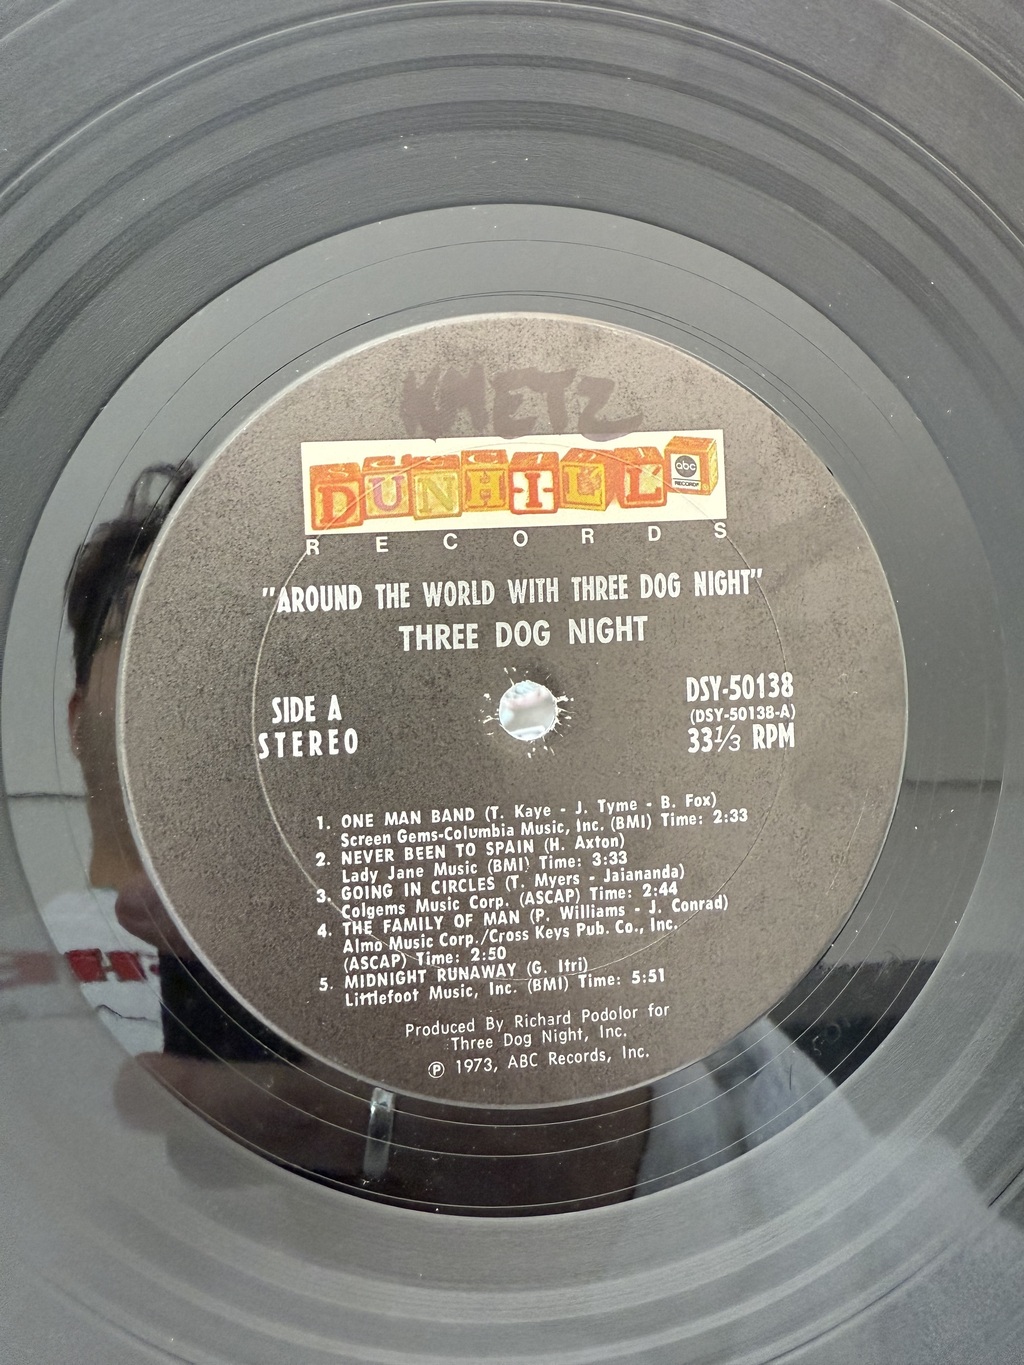 KMETZ
DUNHILL
abc
RECORDS
RECORDS
"AROUND THE WORLD WITH THREE DOG NIGHT"
THREE DOG NIGHT
SIDE A
STEREO
DSY-50138
(DSY-50138-A)
33 1/3 RPM
1. ONE MAN BAND (T. Kaye - J. Tyme - B. Fox)
Screen Gems-Columbia Music, Inc. (BMI) Time: 2:33
2. NEVER BEEN TO SPAIN (H. Axton)
Lady Jane Music (BMI) Time: 3:33
3. GOING IN CIRCLES (T. Myers - Jaiananda)
Colgems Music Corp. (ASCAP) Time: 2:44
4. THE FAMILY OF MAN (P. Williams - J. Conrad)
Almo Music Corp./Cross Keys Pub. Co., Inc.
(ASCAP) Time: 2:50
5. MIDNIGHT RUNAWAY (G. Itri)
Littlefoot Music, Inc. (BMI) Time: 5:51
Produced By Richard Podolor for
Three Dog Night, Inc.
Ⓟ 1973, ABC Records, Inc.